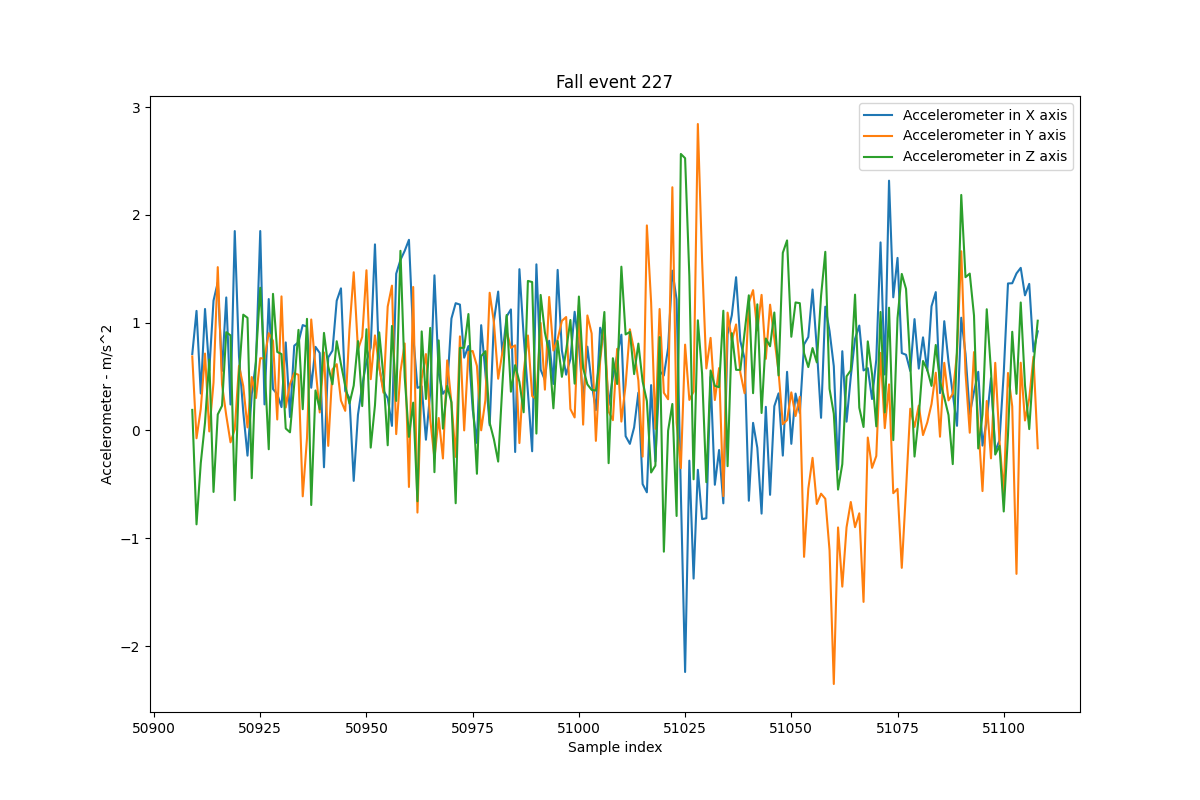 Fall event 227
Accelerometer in X axis
Accelerometer in Y axis
Accelerometer in Z axis
3
2
1
0
−1
−2
Accelerometer - m/s^2
50900 50925 50950 50975 51000 51025 51050 51075 51100
Sample index